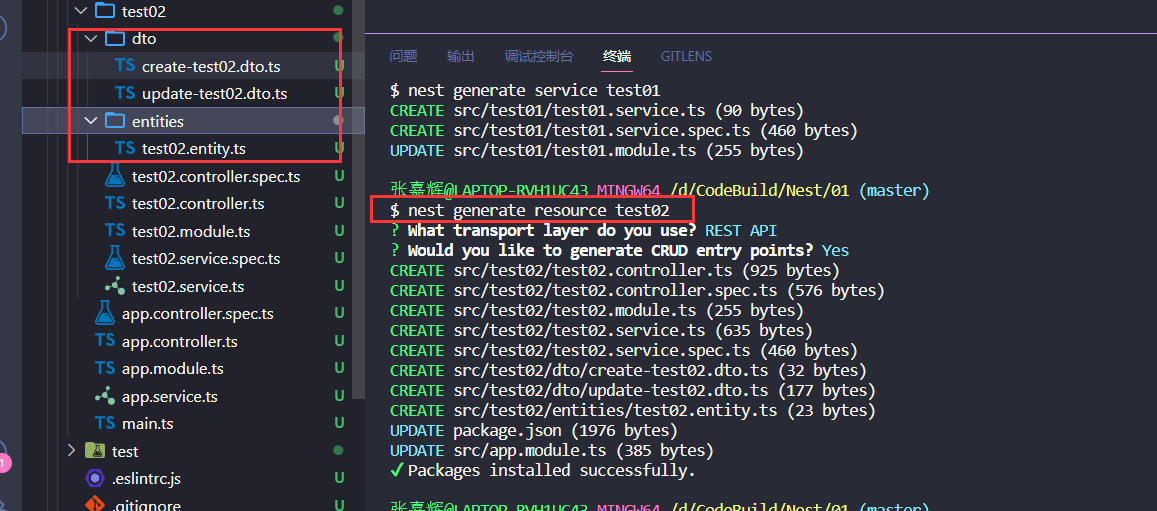 test02
dto
create-test02.dto.ts U
update-test02.dto.ts U
entities
test02.entity.ts U
test02.controller.spec.ts U
test02.controller.ts U
test02.module.ts U
test02.service.spec.ts U
test02.service.ts U
app.controller.spec.ts U
app.controller.ts U
app.module.ts U
app.service.ts U
main.ts U
test
.eslintrc.js U
.gitignore U
1
问题 输出 调试控制台 终端 GITLENS
$ nest generate service test01
CREATE src/test01/test01.service.ts (90 bytes)
CREATE src/test01/test01.service.spec.ts (460 bytes)
UPDATE src/test01/test01.module.ts (255 bytes)
张嘉辉@LAPTOP-RVH1UC43 MINGW64 /d/CodeBuild/Nest/01 (master)
$ nest generate resource test02
? What transport layer do you use? REST API
? Would you like to generate CRUD entry points? Yes
CREATE src/test02/test02.controller.ts (925 bytes)
CREATE src/test02/test02.controller.spec.ts (576 bytes)
CREATE src/test02/test02.module.ts (255 bytes)
CREATE src/test02/test02.service.ts (635 bytes)
CREATE src/test02/test02.service.spec.ts (460 bytes)
CREATE src/test02/dto/create-test02.dto.ts (32 bytes)
CREATE src/test02/dto/update-test02.dto.ts (177 bytes)
CREATE src/test02/entities/test02.entity.ts (23 bytes)
UPDATE package.json (1976 bytes)
UPDATE src/app.module.ts (385 bytes)
✔ Packages installed successfully.
张嘉辉@LAPTOP-RVH1UC43 MINGW64 /d/CodeBuild/Nest/01 (master)